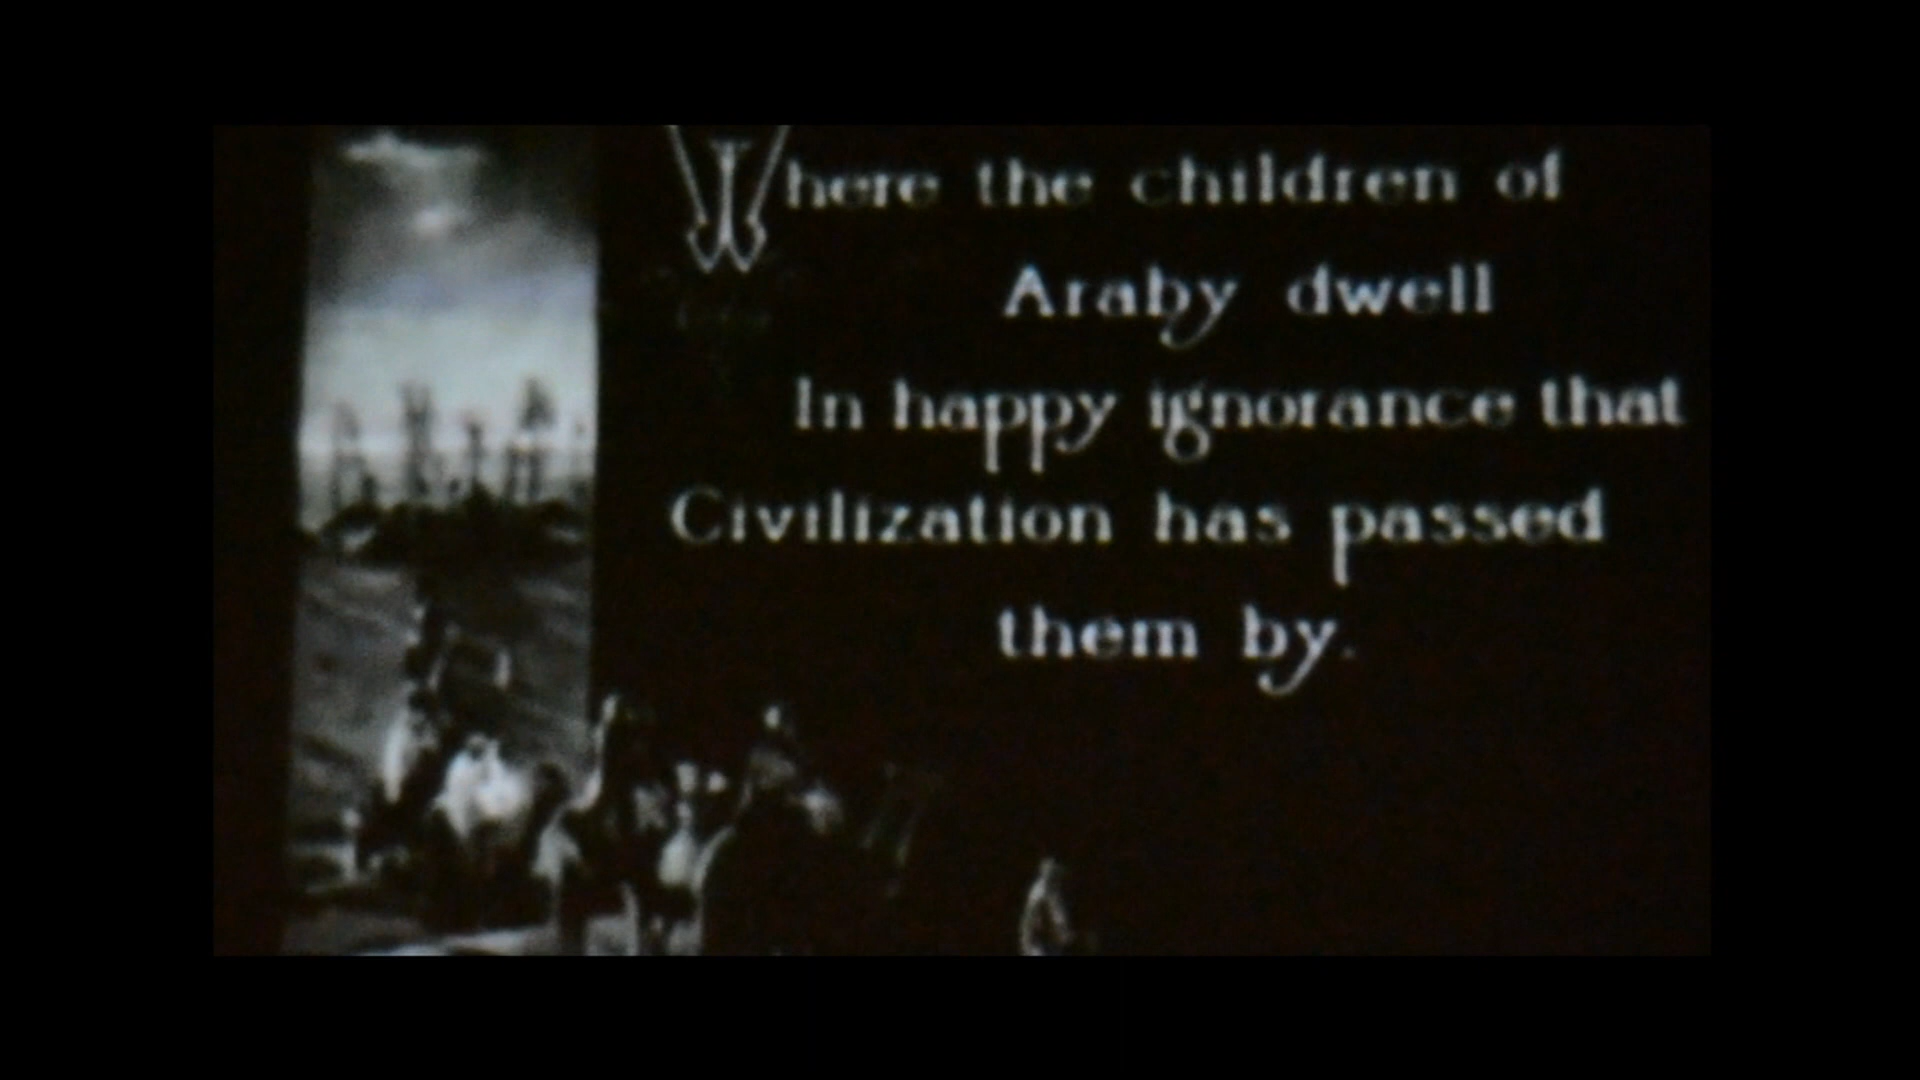 Where the children of
Araby dwell
In happy ignorance that
Civilization has passed
them by.